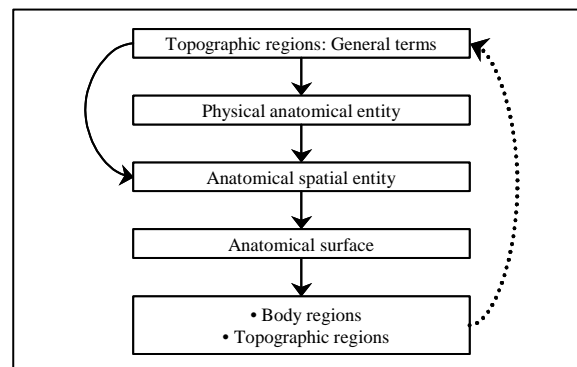 Topographic regions: General terms
Physical anatomical entity
Anatomical spatial entity
Anatomical surface
• Body regions
• Topographic regions